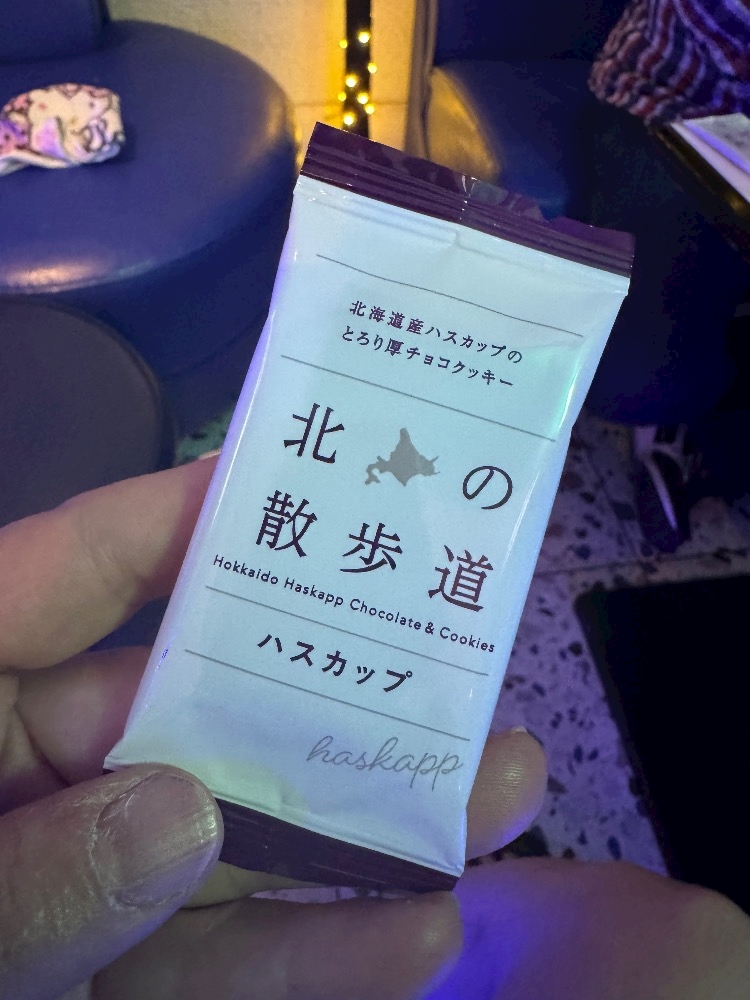 北海道産ハスカップの
とろり厚チョコクッキー
北の
散歩道
Hokkaido Haskapp Chocolate & Cookies
ハスカップ
haskapp